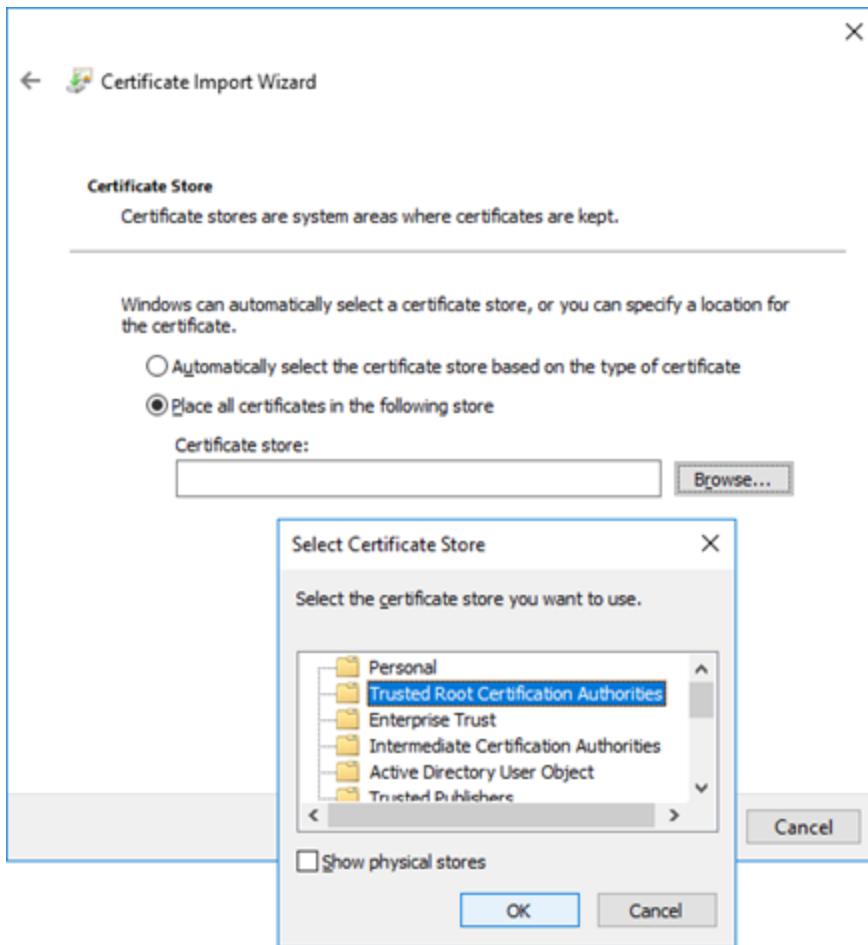 Certificate Import Wizard
Certificate Store
Certificate stores are system areas where certificates are kept.
Windows can automatically select a certificate store, or you can specify a location for
the certificate.
Automatically select the certificate store based on the type of certificate
Place all certificates in the following store
Certificate store:
Browse...
Select Certificate Store
Select the certificate store you want to use.
Personal
Trusted Root Certification Authorities
Enterprise Trust
Intermediate Certification Authorities
Active Directory User Object
Trusted Publishers
Cancel
Show physical stores
OK Cancel